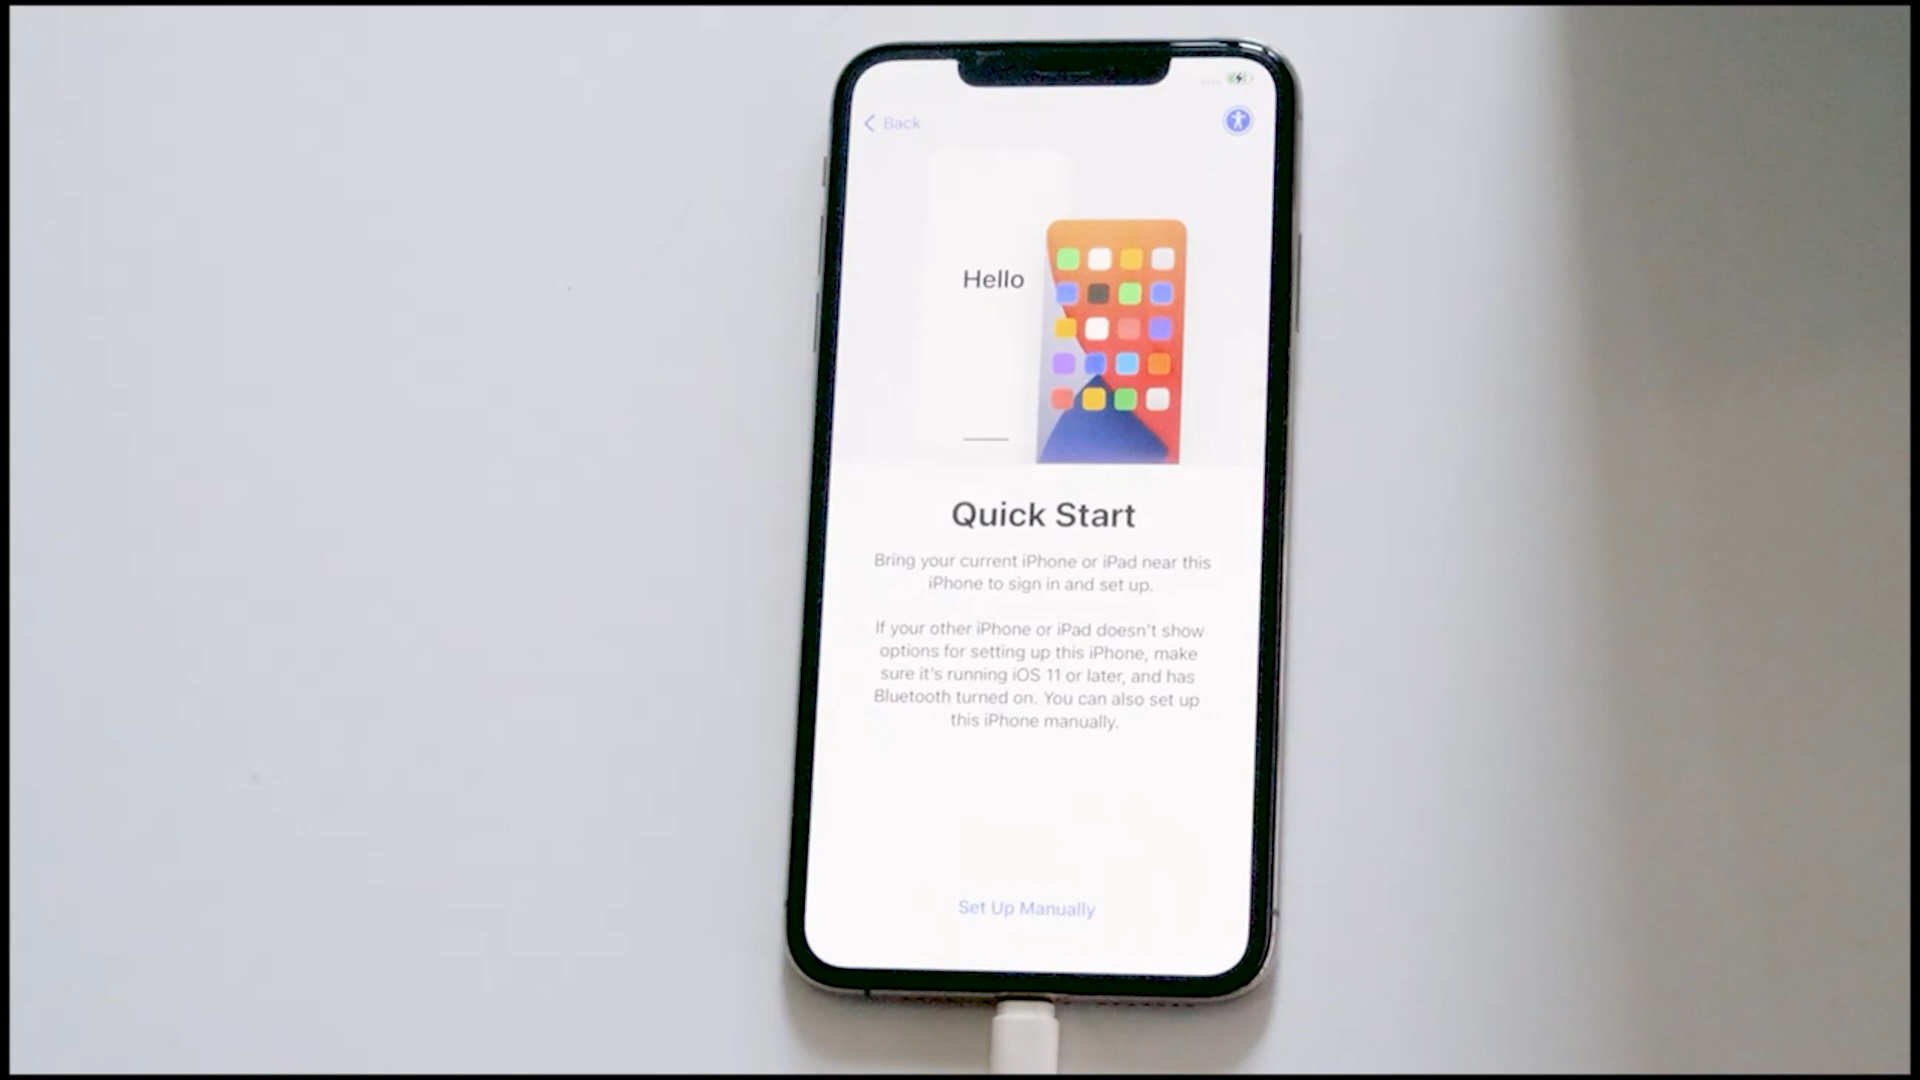 Back
Hello
Quick Start
Bring your current iPhone or iPad near this
iPhone to sign in and set up.
If your other iPhone or iPad doesn't show
options for setting up this iPhone, make
sure it's running iOS 11 or later, and has
Bluetooth turned on. You can also set up
this iPhone manually.
Set Up Manually